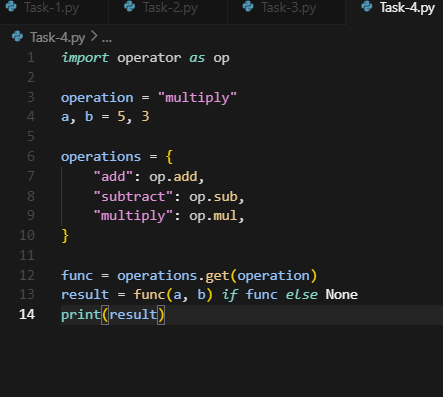 Task-1.py Task-2.py Task-3.py Task-4.py
Task-4.py > ...
1 import operator as op
2
3 operation = "multiply"
4 a, b = 5, 3
5
6 operations = {
7     "add": op.add,
8     "subtract": op.sub,
9     "multiply": op.mul,
10 }
11
12 func = operations.get(operation)
13 result = func(a, b) if func else None
14 print(result)